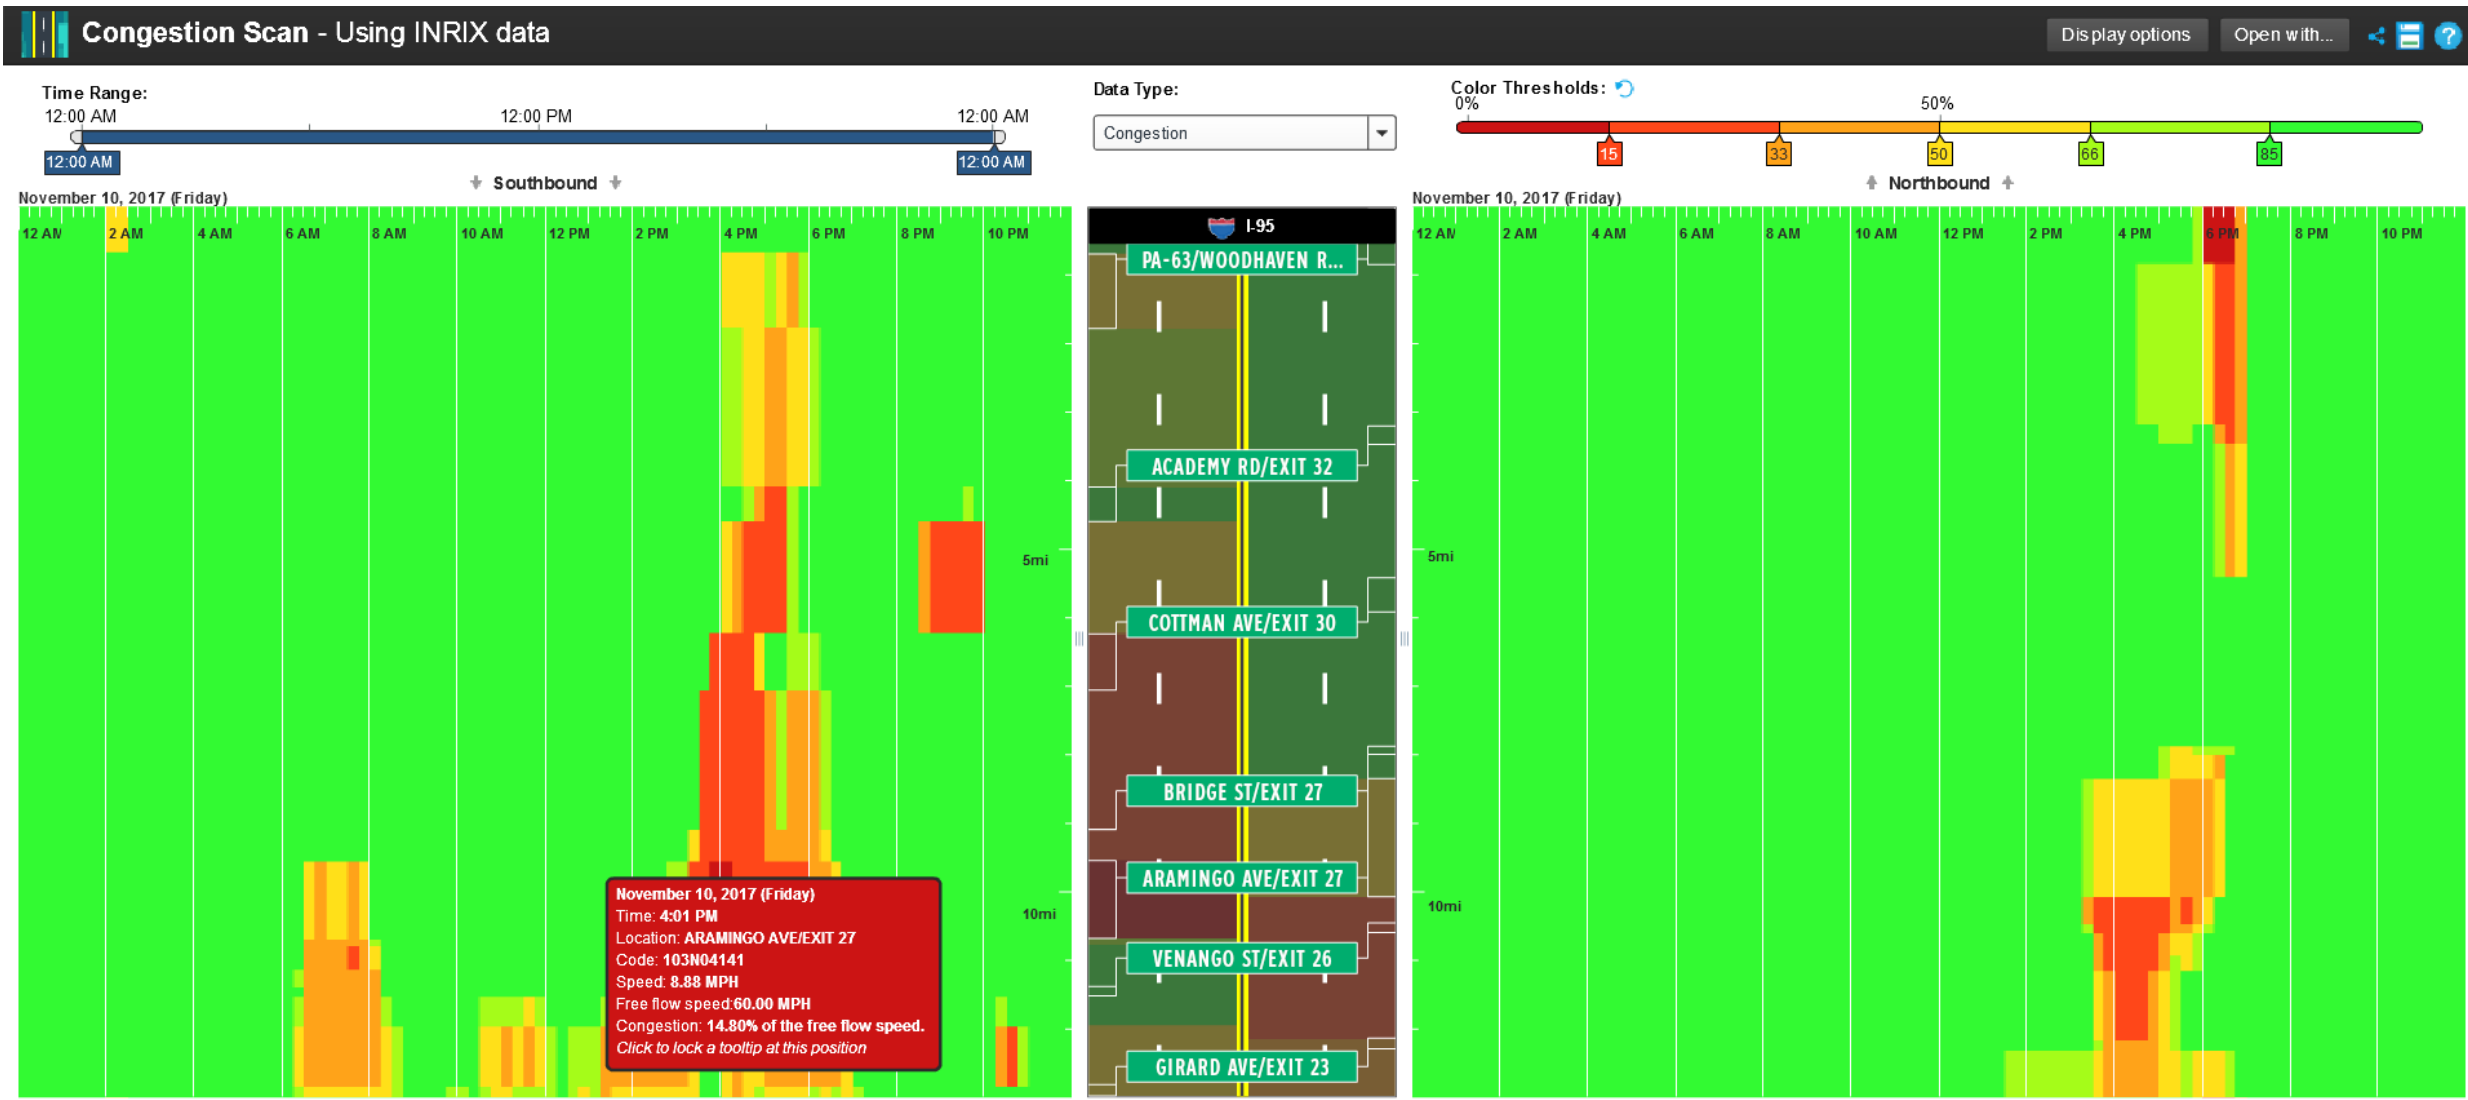 Congestion Scan - Using INRIX data
Display options
Open with...
Time Range:
12:00 AM 12:00 PM 12:00 AM
12:00 AM 12:00 AM
Data Type:
Congestion
Color Thresholds:
0% 50%
15 33 50 66 85
Southbound
Northbound
November 10, 2017 (Friday)
12 AM 2 AM 4 AM 6 AM 8 AM 10 AM 12 PM 2 PM 4 PM 6 PM 8 PM 10 PM
5mi
10mi
I-95
PA-63/WOODHAVEN R...
ACADEMY RD/EXIT 32
COTTMAN AVE/EXIT 30
BRIDGE ST/EXIT 27
ARAMINGO AVE/EXIT 27
VENANGO ST/EXIT 26
GIRARD AVE/EXIT 23
November 10, 2017 (Friday)
Time: 4:01 PM
Location: ARAMINGO AVE/EXIT 27
Code: 103N04141
Speed: 8.88 MPH
Free flow speed:60.00 MPH
Congestion: 14.80% of the free flow speed.
Click to lock a tooltip at this position
November 10, 2017 (Friday)
12 AM 2 AM 4 AM 6 AM 8 AM 10 AM 12 PM 2 PM 4 PM 6 PM 8 PM 10 PM
5mi
10mi